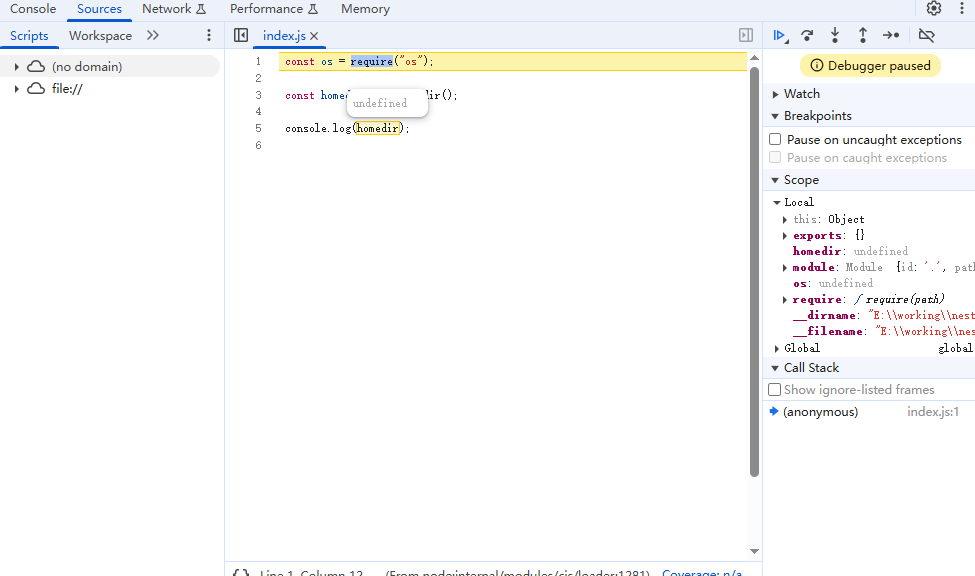 Console Sources Network Performance Memory
Scripts Workspace
index.js
(no domain)
file://
1 const os = require("os");
2
3 const homed ir();
undefined
4
5 console.log(homedir);
6
Debugger paused
Watch
Breakpoints
Pause on uncaught exceptions
Pause on caught exceptions
Scope
Local
this: Object
exports: {}
homedir: undefined
module: Module {id: '.', path
os: undefined
require: ƒ require(path)
__dirname: "E:\\working\\nest
__filename: "E:\\working\\nes
Global global
Call Stack
Show ignore-listed frames
(anonymous) index.js:1
{} Line 1, Column 12 (From node:internal/modules/cjs/loader:1281) Coverage: n/a